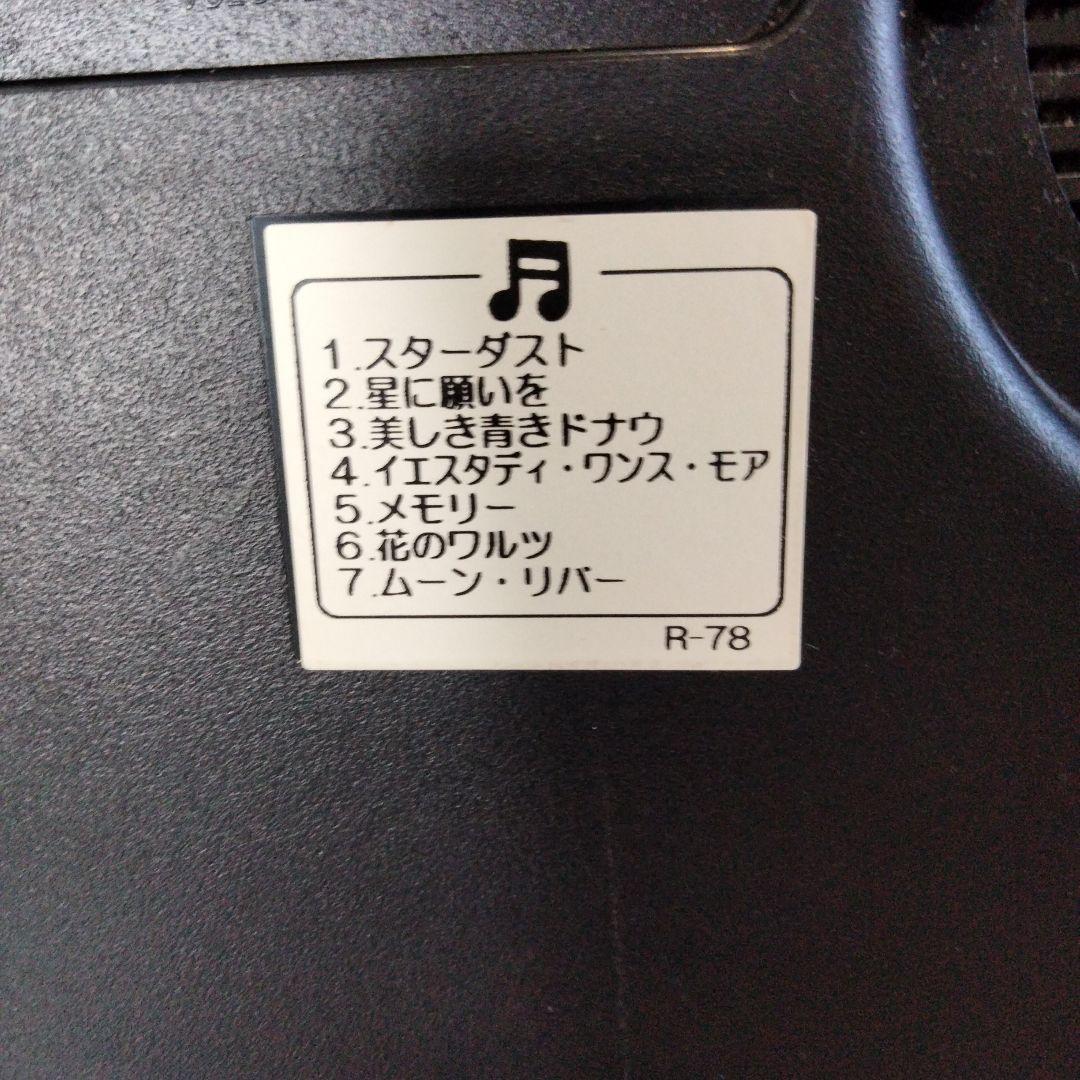 1.スターダスト
2.星に願いを
3.美しき青きドナウ
4.イエスタディ・ワンス・モア
5.メモリー
6.花のワルツ
7.ムーン・リバー
R-78